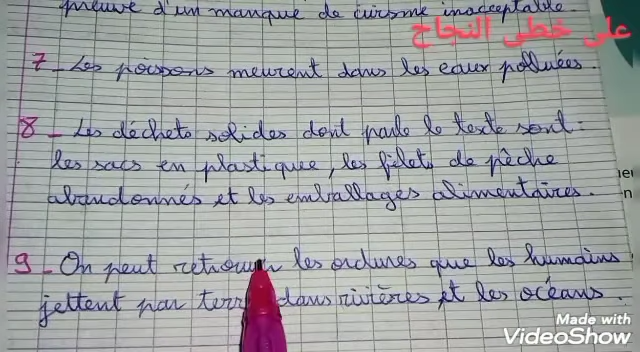 preuve d'un manque de civisme inacceptable.
على خطى النجاح
7 - Les poissons meurent dans les eaux polluées.
8 - Les déchets solides dont parle le texte sont :
les sacs en plastique, les filets de pêche
abandonnés et les emballages alimentaires.
9 - On peut retrouver les ordures que les humains
jettent par terre dans rivières et les océans.
Made with
VideoShow